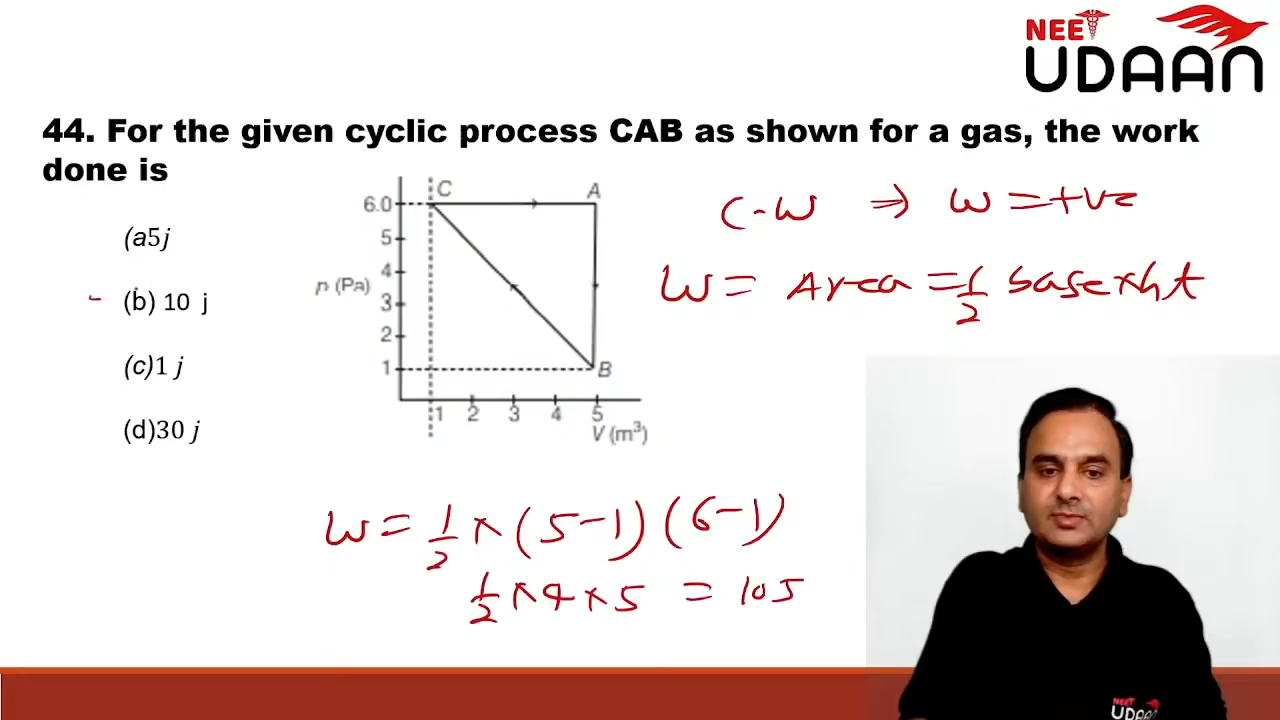 NEET
UDAAN
44. For the given cyclic process CAB as shown for a gas, the work
done is
(a5j
(b) 10 j
(c)1 j
(d)30 j
C
A
6.0
5
4
p (Pa)
3
2
1
B
1 2 3 4 5
V (m³)
C-W ⇒ W = +ve
W = Area = 1/2 base×ht
W = 1/2 × (5-1) (6-1)
1/2 × 4 × 5 = 10J
NEET
UDAAN